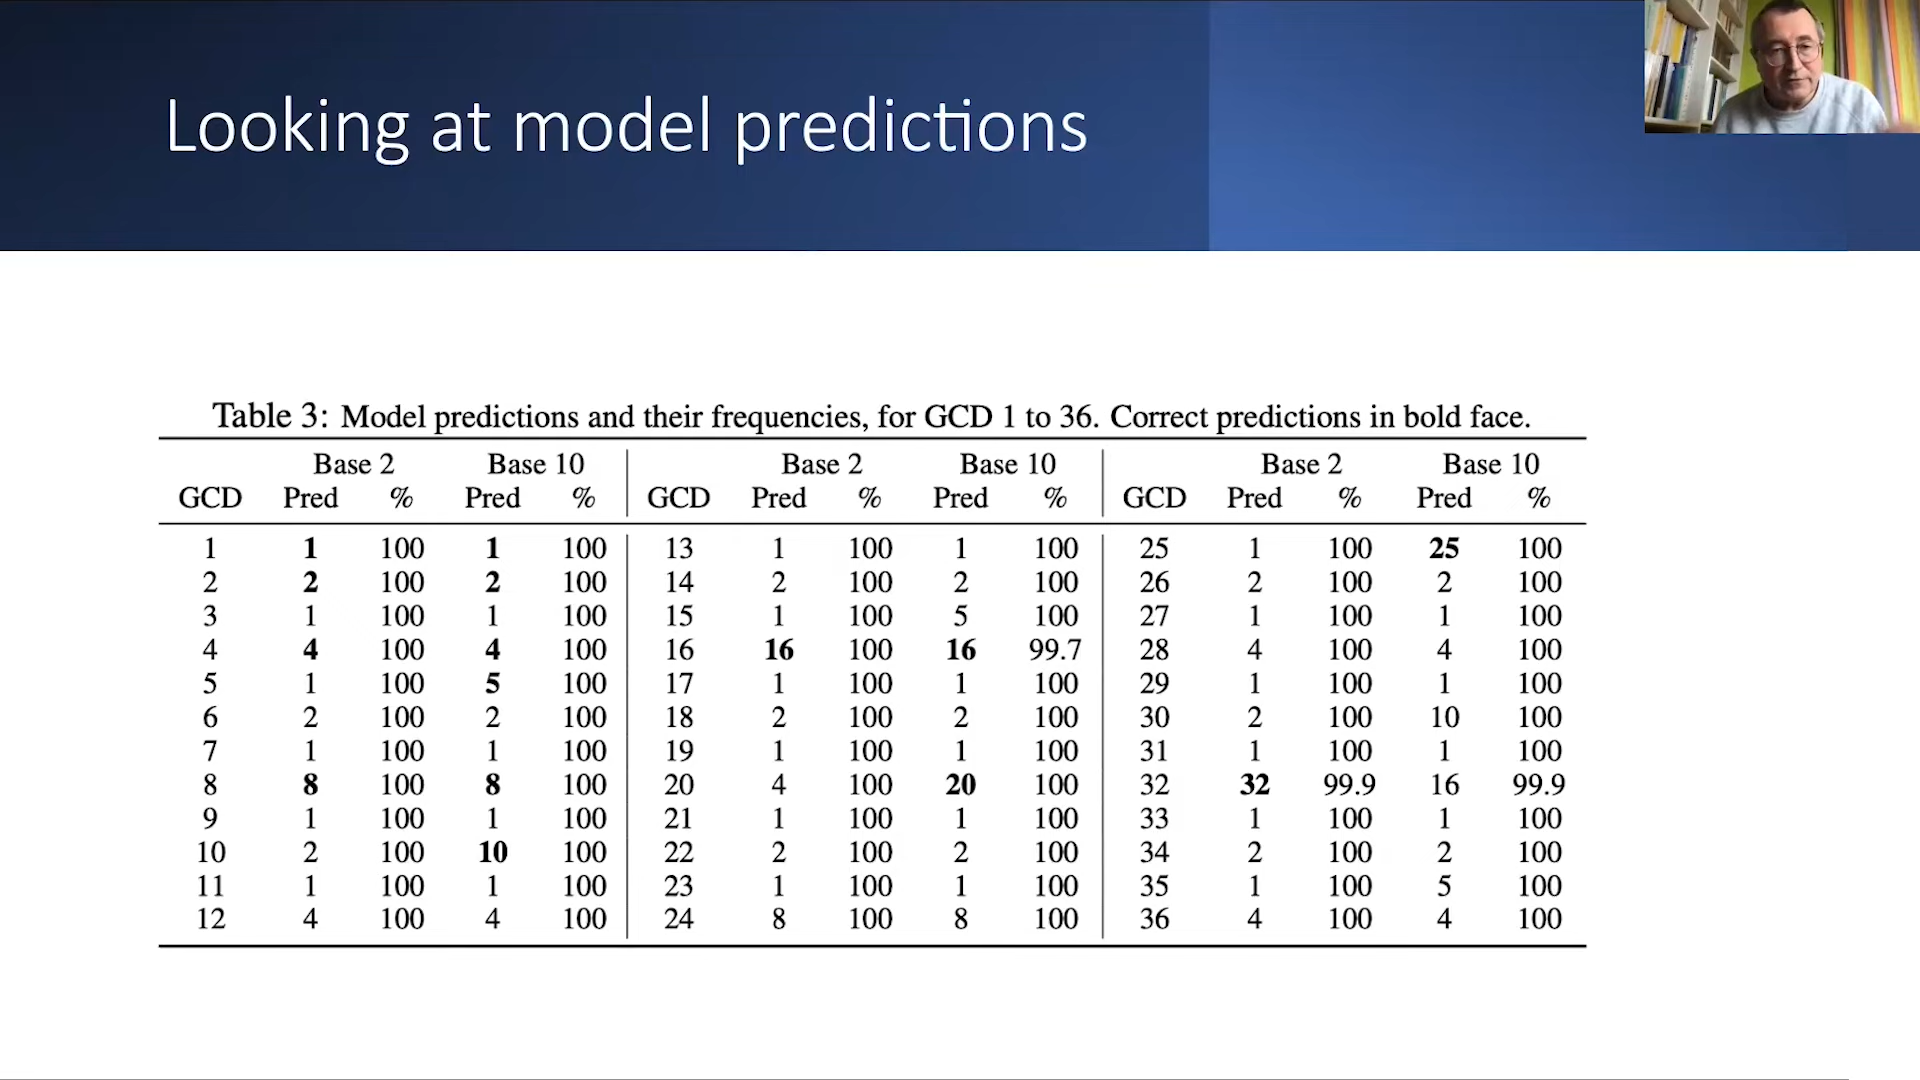 Looking at model predictions
Table 3: Model predictions and their frequencies, for GCD 1 to 36. Correct predictions in bold face.
Base 2 Base 10 Base 2 Base 10 Base 2 Base 10
GCD Pred % Pred % GCD Pred % Pred % GCD Pred % Pred %
1 1 100 1 100 13 1 100 1 100 25 1 100 25 100
2 2 100 2 100 14 2 100 2 100 26 2 100 2 100
3 1 100 1 100 15 1 100 5 100 27 1 100 1 100
4 4 100 4 100 16 16 100 16 99.7 28 4 100 4 100
5 1 100 5 100 17 1 100 1 100 29 1 100 1 100
6 2 100 2 100 18 2 100 2 100 30 2 100 10 100
7 1 100 1 100 19 1 100 1 100 31 1 100 1 100
8 8 100 8 100 20 4 100 20 100 32 32 99.9 16 99.9
9 1 100 1 100 21 1 100 1 100 33 1 100 1 100
10 2 100 10 100 22 2 100 2 100 34 2 100 2 100
11 1 100 1 100 23 1 100 1 100 35 1 100 5 100
12 4 100 4 100 24 8 100 8 100 36 4 100 4 100